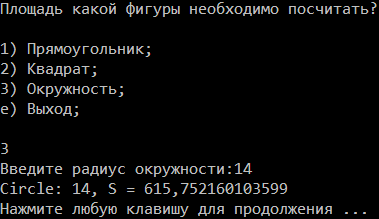 Площадь какой фигуры необходимо посчитать?
1) Прямоугольник;
2) Квадрат;
3) Окружность;
e) Выход;
3
Введите радиус окружности:14
Circle: 14, S = 615,752160103599
Нажмите любую клавишу для продолжения ...